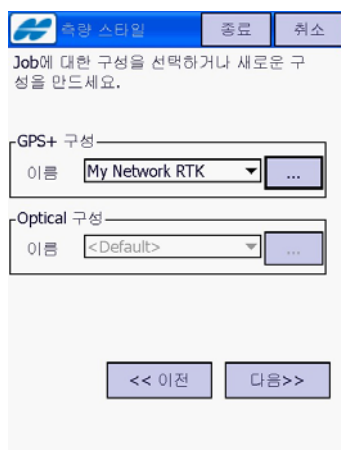 측량 스타일 종료 취소
Job에 대한 구성을 선택하거나 새로운 구
성을 만드세요.
GPS+ 구성
이름 My Network RTK ...
Optical 구성
이름 <Default> ...
<< 이전 다음>>